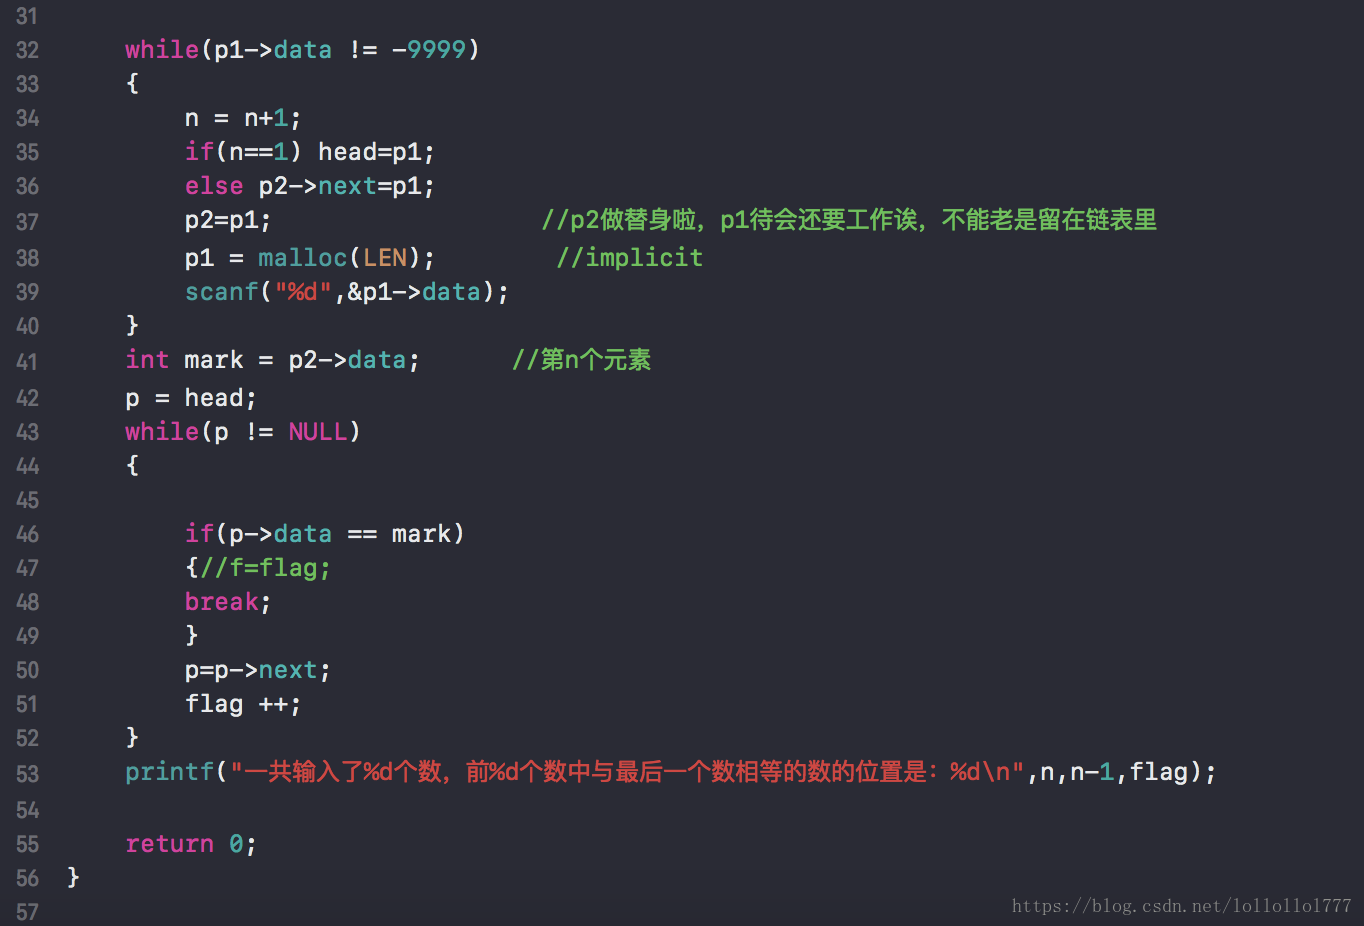 31
32 while(p1->data != -9999)
33 {
34 n = n+1;
35 if(n==1) head=p1;
36 else p2->next=p1;
37 p2=p1; //p2做替身啦，p1待会还要工作诶，不能老是留在链表里
38 p1 = malloc(LEN); //implicit
39 scanf("%d",&p1->data);
40 }
41 int mark = p2->data; //第n个元素
42 p = head;
43 while(p != NULL)
44 {
45
46 if(p->data == mark)
47 {//f=flag;
48 break;
49 }
50 p=p->next;
51 flag ++;
52 }
53 printf("一共输入了%d个数，前%d个数中与最后一个数相等的数的位置是：%d\n",n,n-1,flag);
54
55 return 0;
56 }
57
https://blog.csdn.net/lollollol777